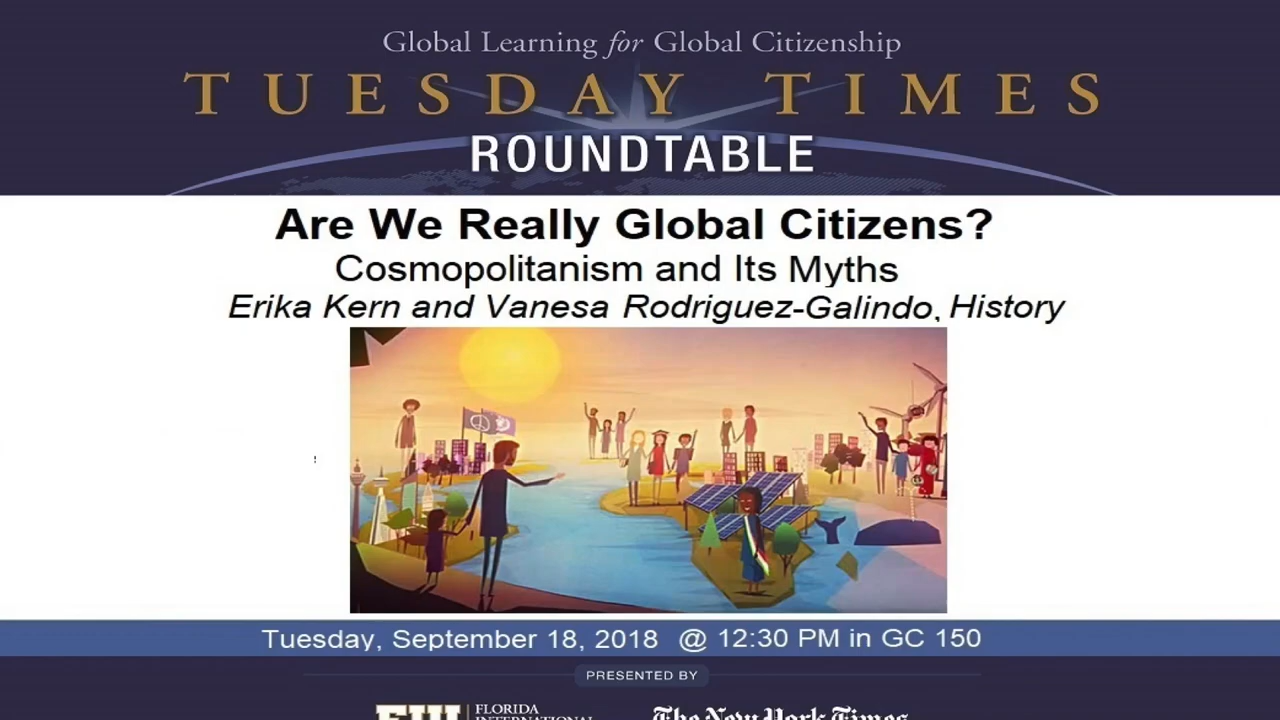 Global Learning for Global Citizenship
TUESDAY TIMES
ROUNDTABLE
Are We Really Global Citizens?
Cosmopolitanism and Its Myths
Erika Kern and Vanesa Rodriguez-Galindo, History
Tuesday, September 18, 2018 @ 12:30 PM in GC 150
PRESENTED BY
FIU FLORIDA
INTERNATIONAL
The New York Times